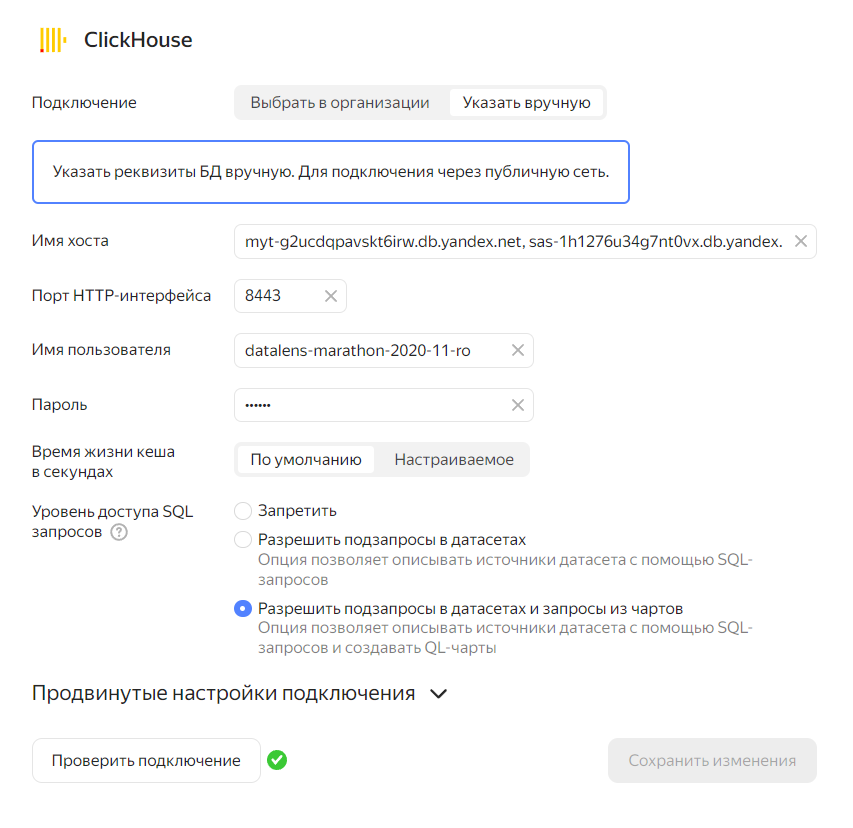 ClickHouse
Подключение
Выбрать в организации
Указать вручную
Указать реквизиты БД вручную. Для подключения через публичную сеть.
Имя хоста
myt-g2ucdqpavskt6irw.db.yandex.net, sas-1h1276u34g7nt0vx.db.yandex.
Порт HTTP-интерфейса
8443
Имя пользователя
datalens-marathon-2020-11-ro
Пароль
••••••
Время жизни кеша
в секундах
По умолчанию
Настраиваемое
Уровень доступа SQL
запросов
?
Запретить
Разрешить подзапросы в датасетах
Опция позволяет описывать источники датасета с помощью SQL-
запросов
Разрешить подзапросы в датасетах и запросы из чартов
Опция позволяет описывать источники датасета с помощью SQL-
запросов и создавать QL-чарты
Продвинутые настройки подключения
Проверить подключение
Сохранить изменения